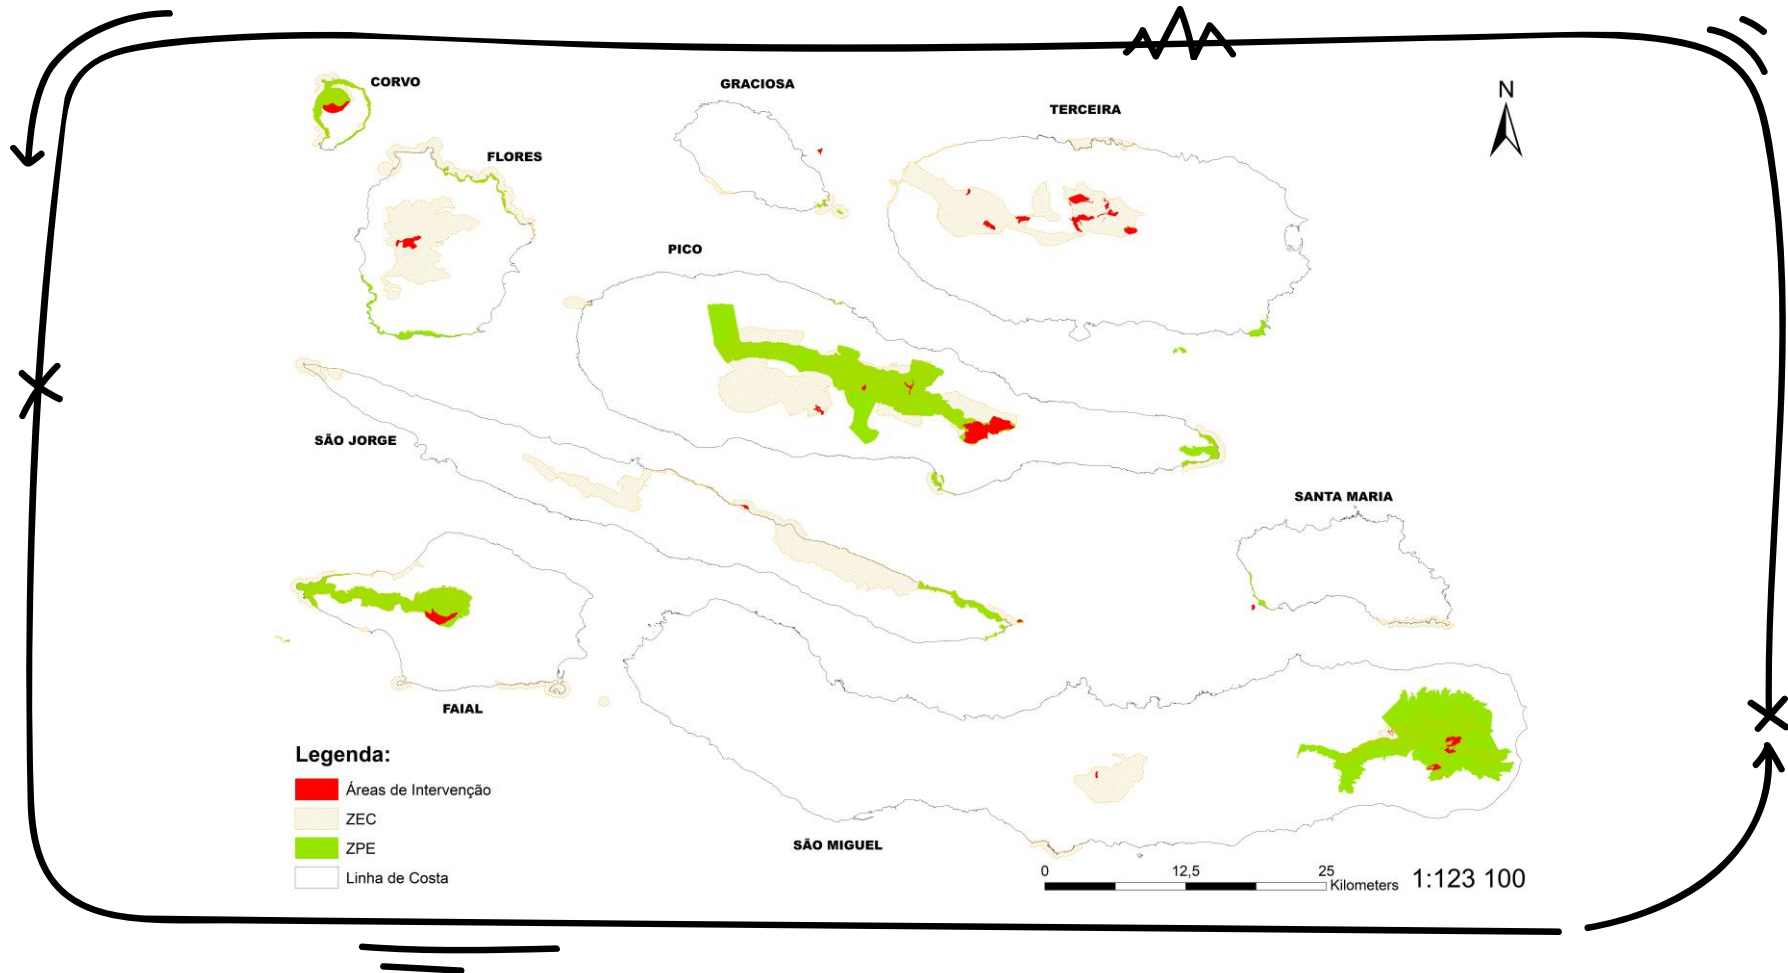 CORVO
GRACIOSA
TERCEIRA
N
FLORES
PICO
SÃO JORGE
SANTA MARIA
FAIAL
SÃO MIGUEL
Legenda:
Áreas de Intervenção
ZEC
ZPE
Linha de Costa
0 12,5 25
Kilometers
1:123 100